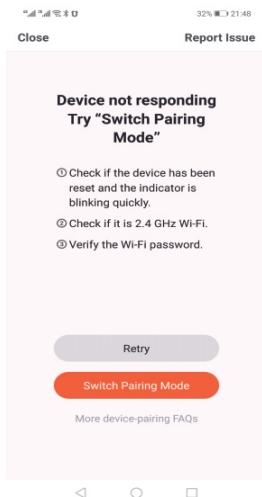 32% 21:48
Close Report Issue
Device not responding
Try “Switch Pairing
Mode”
① Check if the device has been
reset and the indicator is
blinking quickly.
② Check if it is 2.4 GHz Wi-Fi.
③ Verify the Wi-Fi password.
Retry
Switch Pairing Mode
More device-pairing FAQs